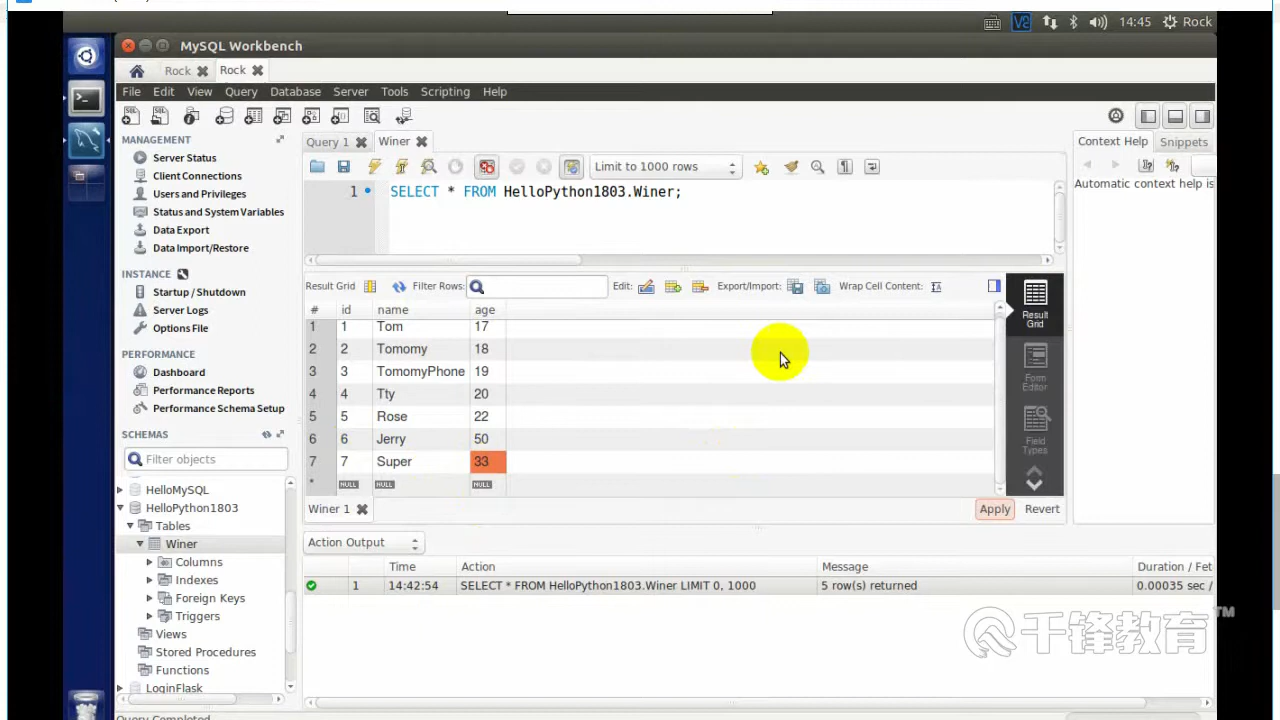 14:45 Rock
MySQL Workbench
Rock Rock
File Edit View Query Database Server Tools Scripting Help
MANAGEMENT
Server Status
Client Connections
Users and Privileges
Status and System Variables
Data Export
Data Import/Restore
INSTANCE
Startup / Shutdown
Server Logs
Options File
PERFORMANCE
Dashboard
Performance Reports
Performance Schema Setup
SCHEMAS
Filter objects
HelloMySQL
HelloPython1803
Tables
Winer
Columns
Indexes
Foreign Keys
Triggers
Views
Stored Procedures
Functions
LoginFlask
Query Completed
Query 1 Winer
Limit to 1000 rows
1 SELECT * FROM HelloPython1803.Winer;
Result Grid Filter Rows: Edit: Export/Import: Wrap Cell Content:
# id name age
1 1 Tom 17
2 2 Tomomy 18
3 3 TomomyPhone 19
4 4 Tty 20
5 5 Rose 22
6 6 Jerry 50
7 7 Super 33
* NULL NULL NULL
Result
Grid
Form
Editor
Field
Types
Winer 1 Apply Revert
Action Output
Time Action Message Duration / Fet
1 14:42:54 SELECT * FROM HelloPython1803.Winer LIMIT 0, 1000 5 row(s) returned 0.00035 sec /
Context Help Snippets
Automatic context help is
千锋教育 TM